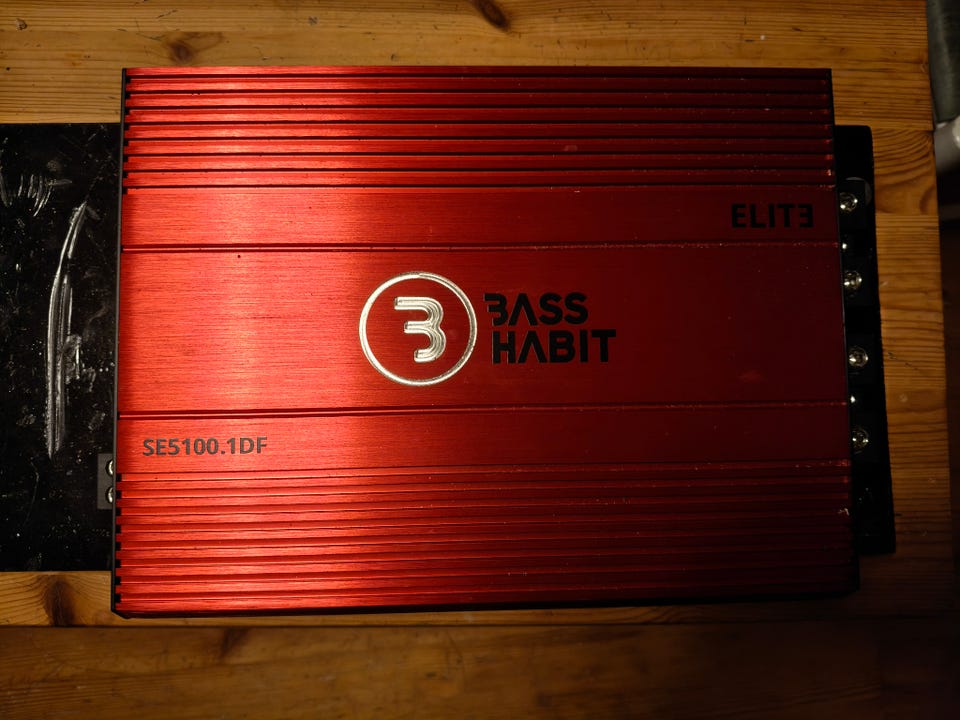 ELITE
BASS
HABIT
SE5100.1DF